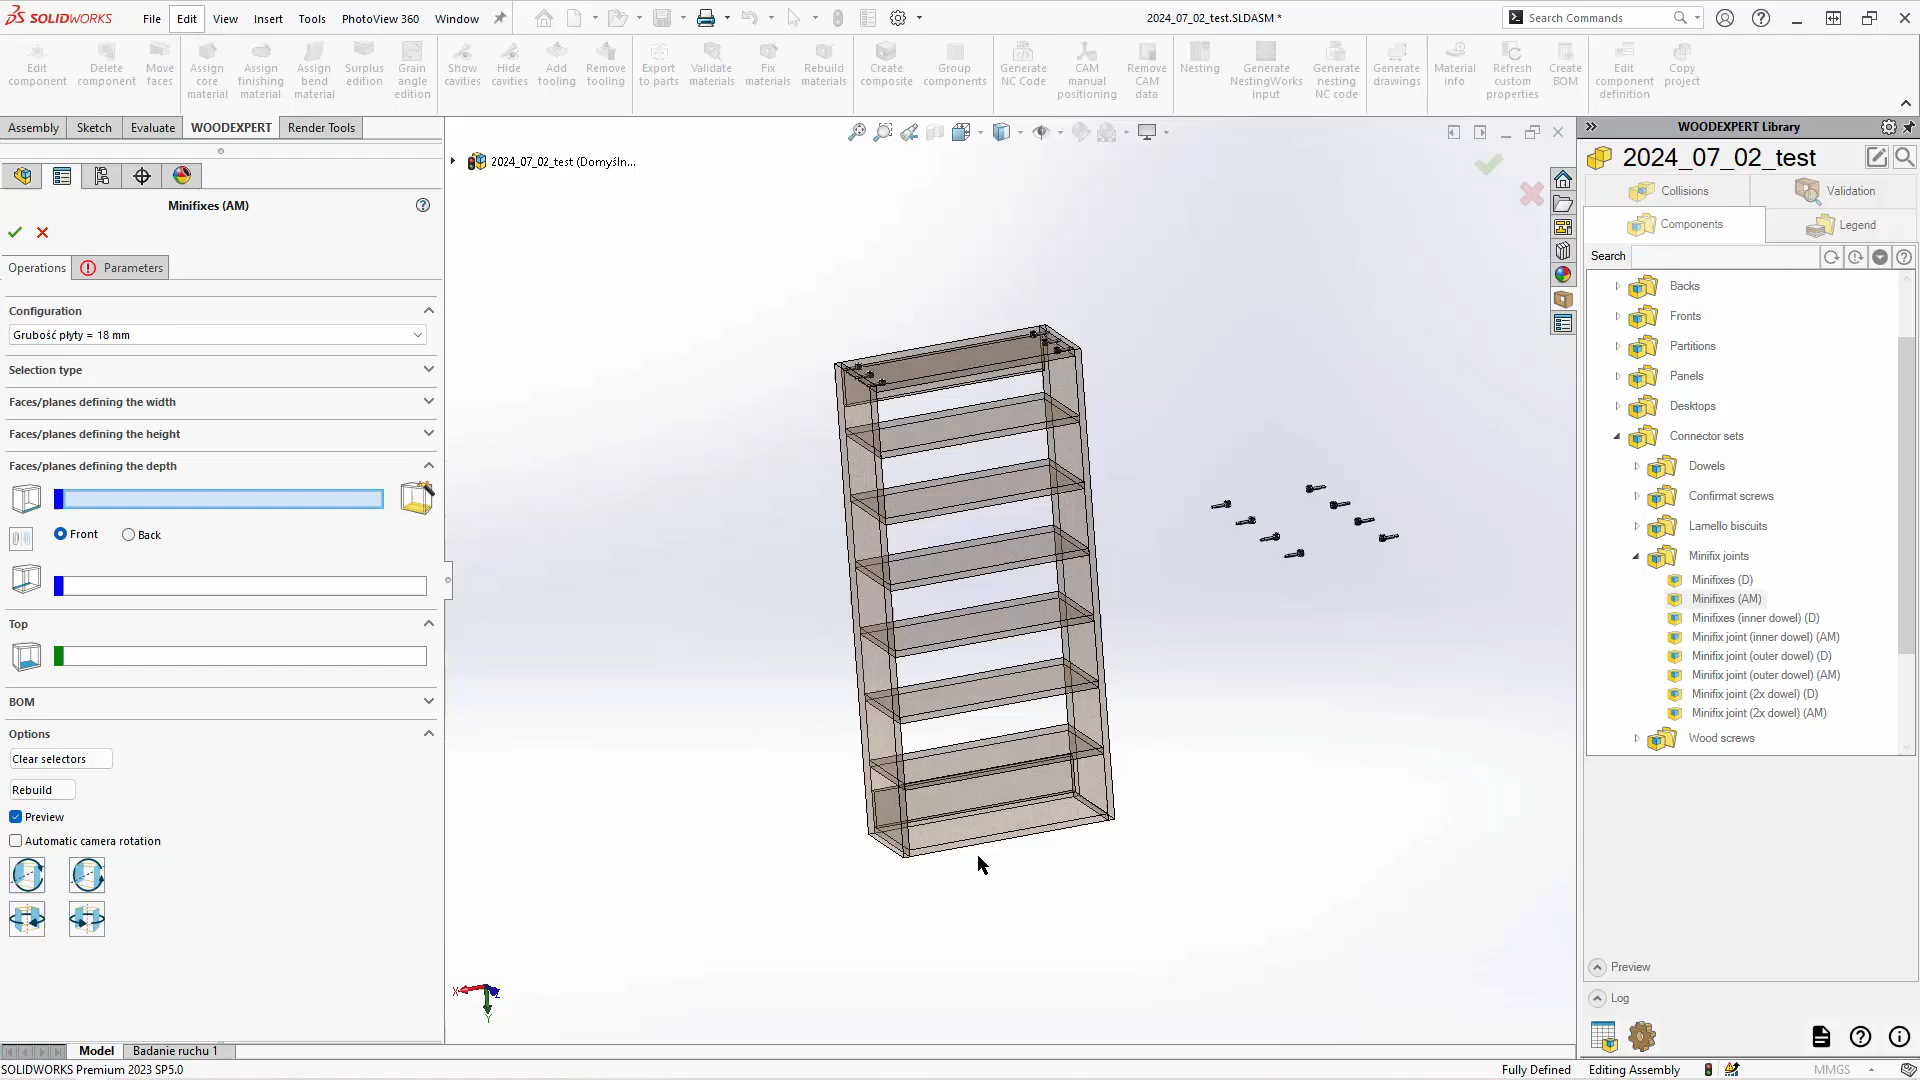 SOLIDWORKS
File
Edit
View
Insert
Tools
PhotoView 360
Window
2024_07_02_test.SLDASM *
Search Commands
Edit component
Delete component
Move faces
Assign core material
Assign finishing material
Assign bend material
Surplus edition
Grain angle edition
Show cavities
Hide cavities
Add tooling
Remove tooling
Export to parts
Validate materials
Fix materials
Rebuild materials
Create composite
Group components
Generate NC Code
CAM manual positioning
Remove CAM data
Nesting
Generate NestingWorks input
Generate nesting NC code
Generate drawings
Material info
Refresh custom properties
Create BOM
Edit component definition
Copy project
Assembly
Sketch
Evaluate
WOODEXPERT
Render Tools
Minifixes (AM)
Operations
Parameters
Configuration
Grubość płyty = 18 mm
Selection type
Faces/planes defining the width
Faces/planes defining the height
Faces/planes defining the depth
Front
Back
Top
BOM
Options
Clear selectors
Rebuild
Preview
Automatic camera rotation
2024_07_02_test (Domyśln...
X
Z
Y
WOODEXPERT Library
2024_07_02_test
Collisions
Validation
Components
Legend
Search
Backs
Fronts
Partitions
Panels
Desktops
Connector sets
Dowels
Confirmat screws
Lamello biscuits
Minifix joints
Minifixes (D)
Minifixes (AM)
Minifixes (inner dowel) (D)
Minifix joint (inner dowel) (AM)
Minifix joint (outer dowel) (D)
Minifix joint (outer dowel) (AM)
Minifix joint (2x dowel) (D)
Minifix joint (2x dowel) (AM)
Wood screws
Preview
Log
Model
Badanie ruchu 1
SOLIDWORKS Premium 2023 SP5.0
Fully Defined
Editing Assembly
MMGS